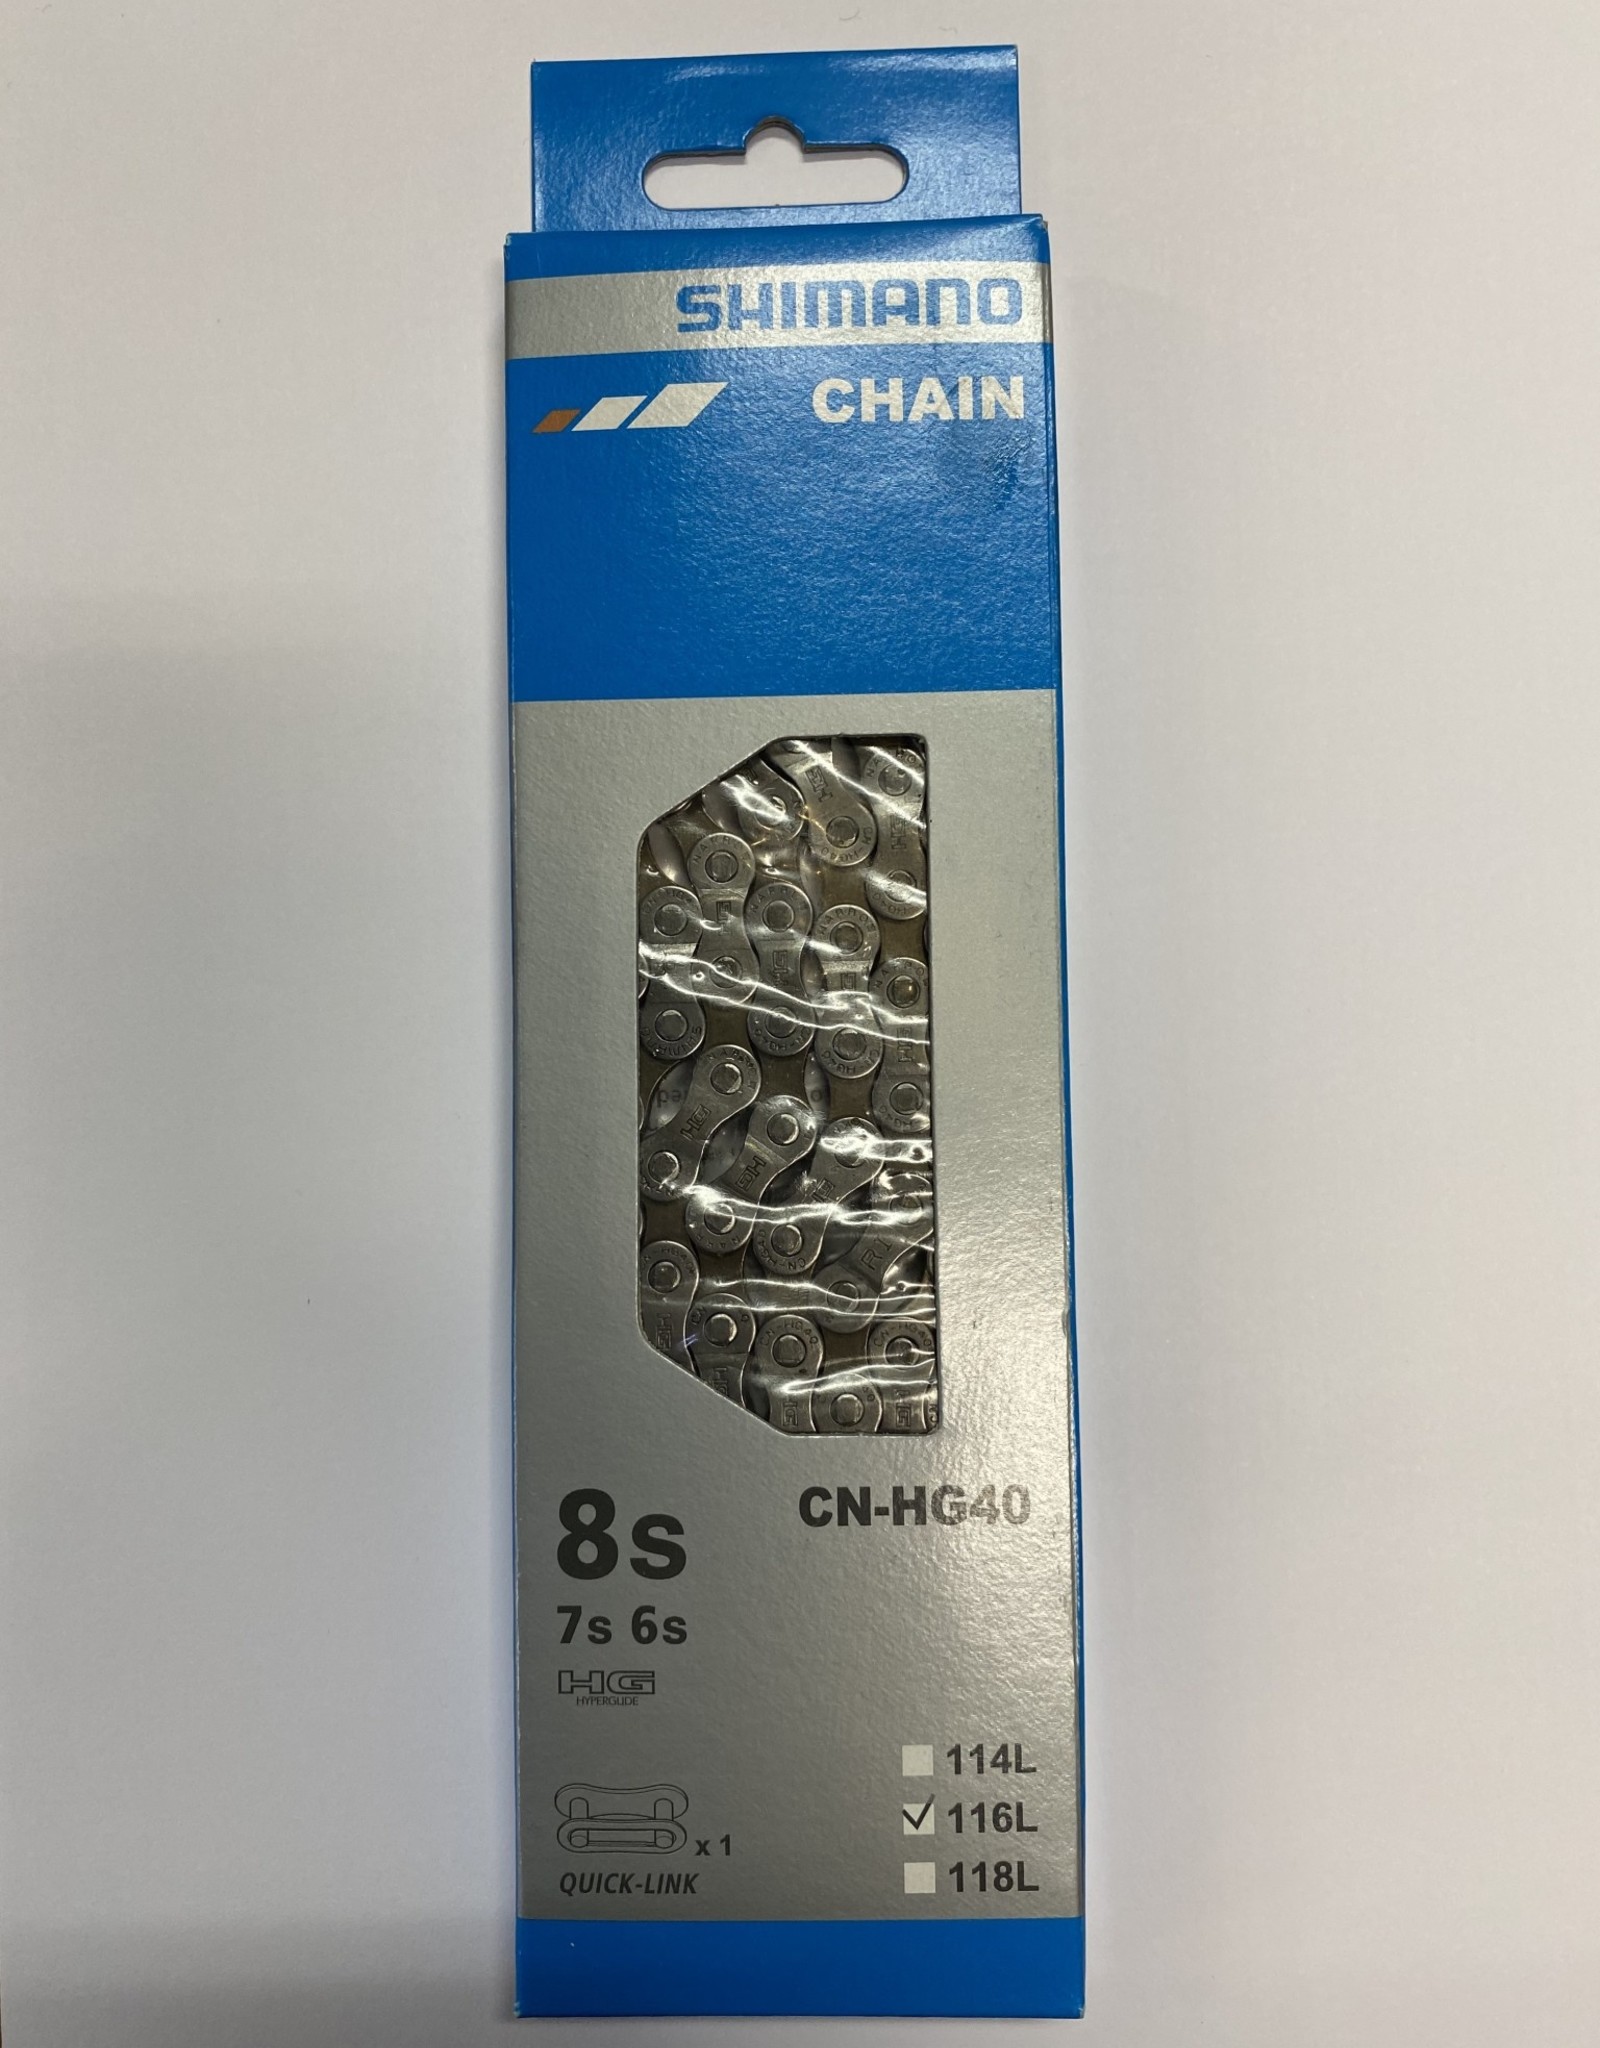 SHIMANO
CHAIN
8s
CN-HG40
7s 6s
HG
HYPERGLIDE
114L
116L
x 1
QUICK-LINK
118L